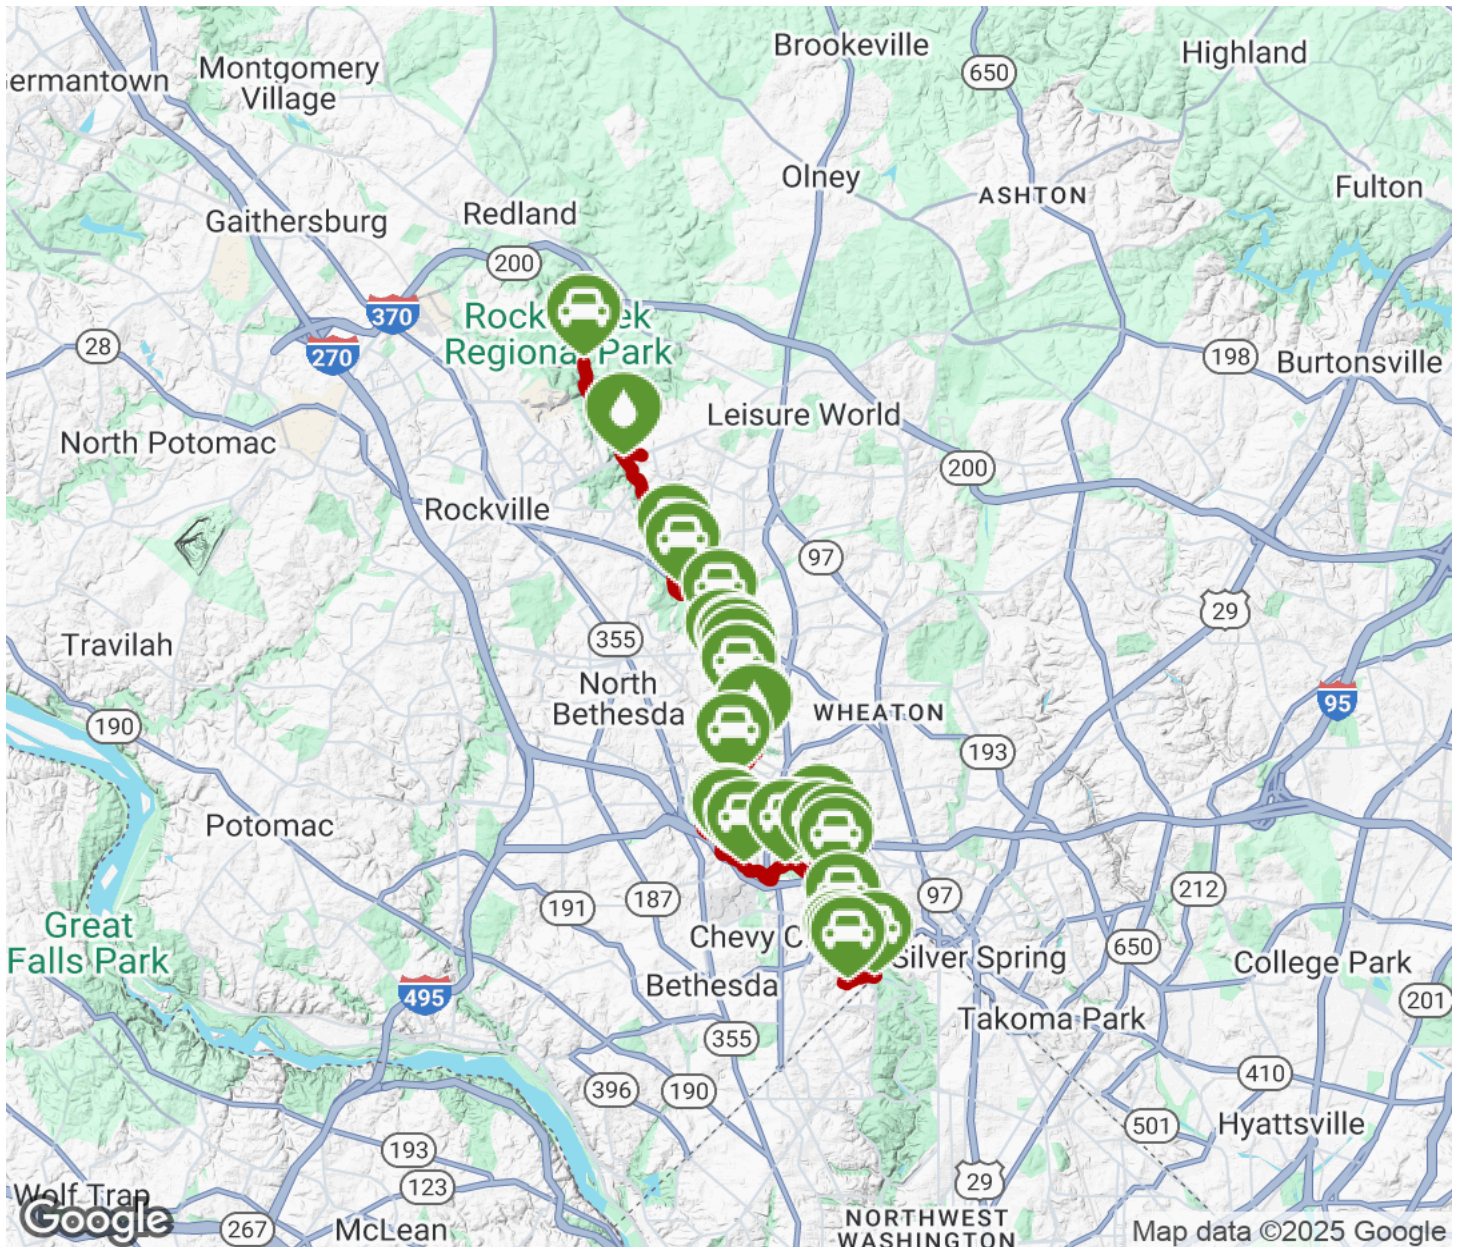 Brookeville
650
Highland
ermantown
Montgomery
Village
Olney
ASHTON
Fulton
Gaithersburg
Redland
200
370
Rock
ek
Regional Park
270
28
198
Burtonsville
Leisure World
North Potomac
200
Rockville
97
29
355
Travilah
North
Bethesda
WHEATON
95
190
193
Potomac
212
191
187
97
Great
Falls Park
Chevy C
650
Silver Spring
College Park
Bethesda
495
201
Takoma Park
355
410
396
190
501
Hyattsville
193
123
29
Wolf Trap
Google
267
McLean
NORTHWEST
WASHINGTON
Map data ©2025 Google